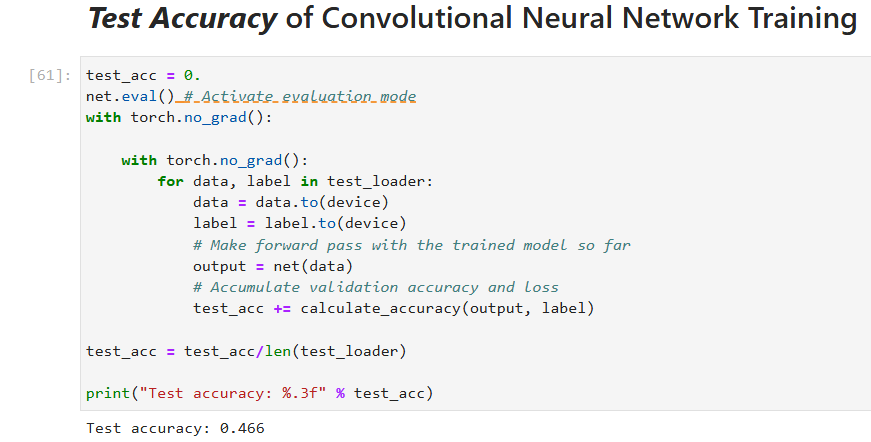 Test Accuracy of Convolutional Neural Network Training
[61]: test_acc = 0.
net.eval() # Activate evaluation mode
with torch.no_grad():
with torch.no_grad():
for data, label in test_loader:
data = data.to(device)
label = label.to(device)
# Make forward pass with the trained model so far
output = net(data)
# Accumulate validation accuracy and loss
test_acc += calculate_accuracy(output, label)
test_acc = test_acc/len(test_loader)
print("Test accuracy: %.3f" % test_acc)
Test accuracy: 0.466